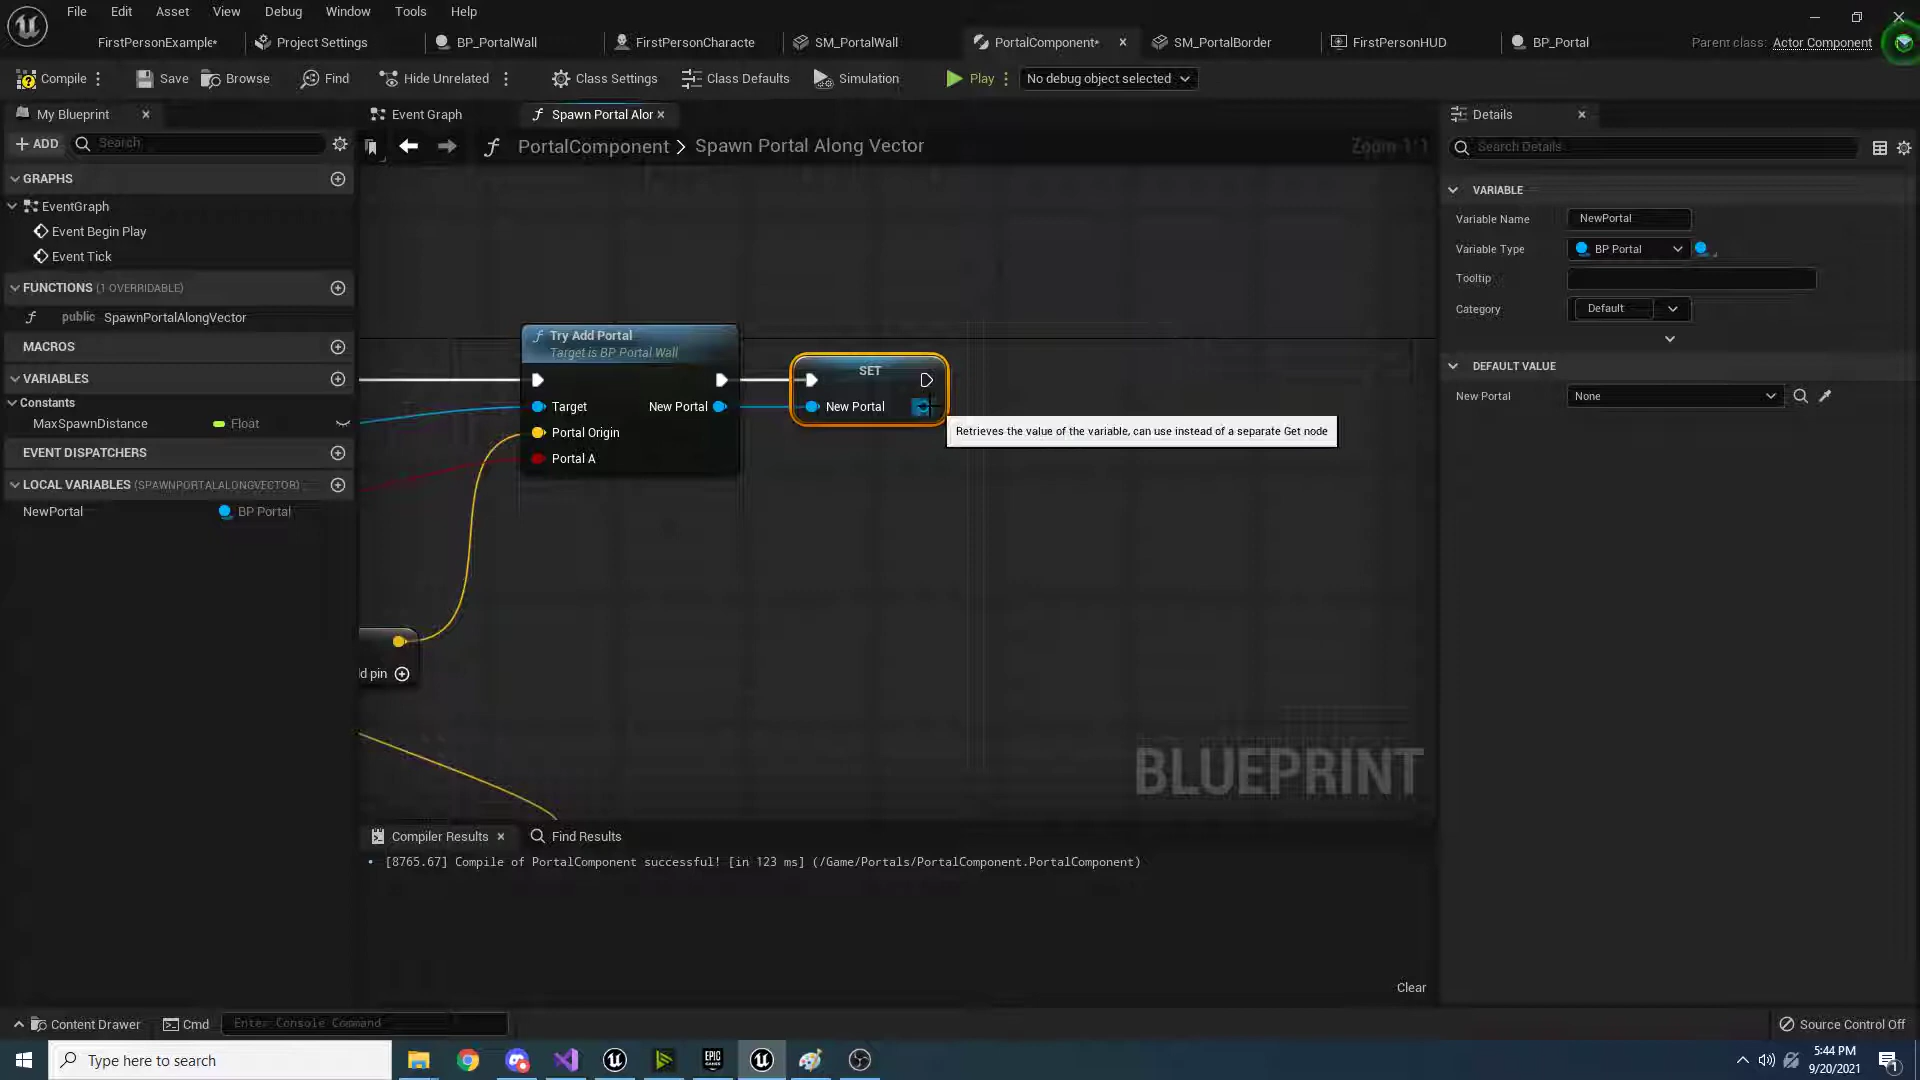 File Edit Asset View Debug Window Tools Help
FirstPersonExample* Project Settings BP_PortalWall FirstPersonCharacte SM_PortalWall PortalComponent* SM_PortalBorder FirstPersonHUD BP_Portal Parent class: Actor Component
Compile Save Browse Find Hide Unrelated Class Settings Class Defaults Simulation Play No debug object selected
My Blueprint Event Graph Spawn Portal Alor Details
ADD Search PortalComponent > Spawn Portal Along Vector Zoom 1:1 Search Details
GRAPHS
EventGraph
Event Begin Play
Event Tick
FUNCTIONS (1 OVERRIDABLE)
public SpawnPortalAlongVector
MACROS
VARIABLES
Constants
MaxSpawnDistance Float
EVENT DISPATCHERS
LOCAL VARIABLES (SPAWNPORTALALONGVECTOR)
NewPortal BP Portal
Try Add Portal
Target is BP Portal Wall
Target New Portal
Portal Origin
Portal A
SET
New Portal
Retrieves the value of the variable, can use instead of a separate Get node
d pin
BLUEPRINT
VARIABLE
Variable Name NewPortal
Variable Type BP Portal
Tooltip
Category Default
DEFAULT VALUE
New Portal None
Compiler Results Find Results
[8765.67] Compile of PortalComponent successful! [in 123 ms] (/Game/Portals/PortalComponent.PortalComponent)
Clear
Content Drawer Cmd Enter Console Command Source Control Off
Type here to search
EPIC GAMES
5:44 PM
9/20/2021
1